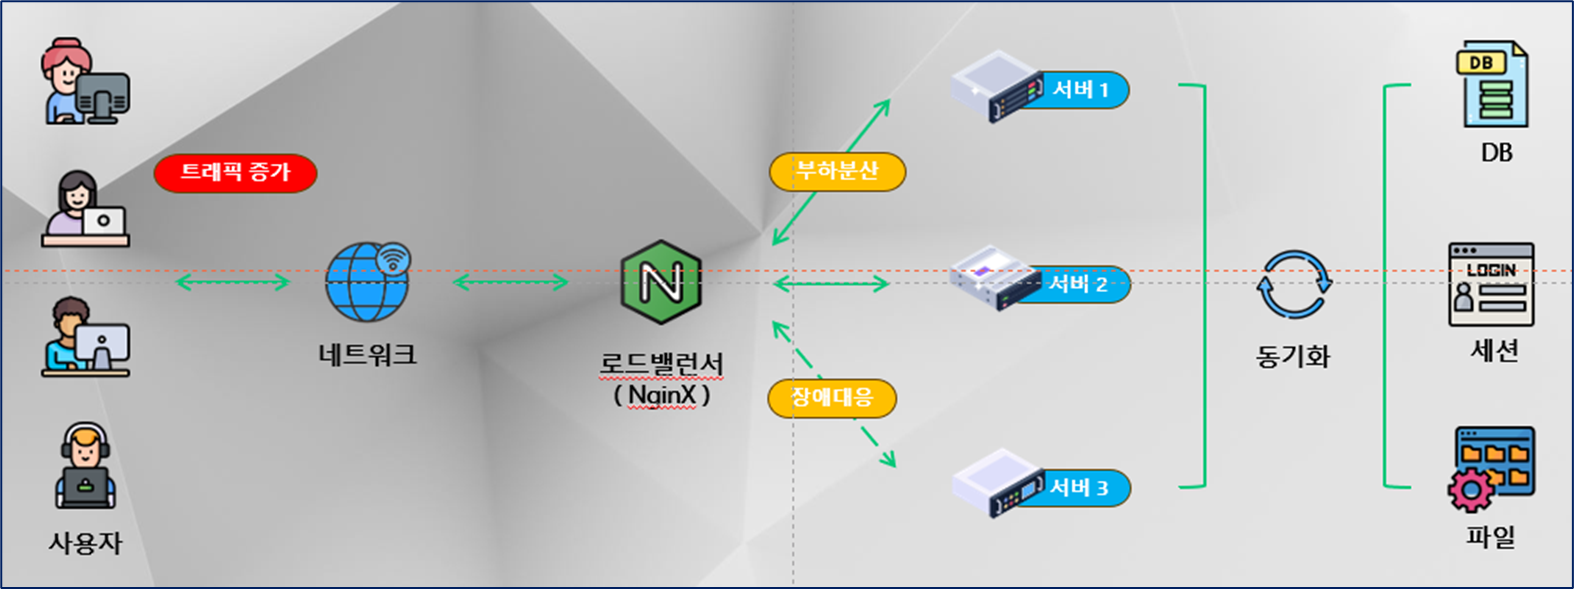 트래픽 증가
사용자
네트워크
N
로드밸런서
( NginX )
부하분산
장애대응
서버 1
서버 2
서버 3
동기화
DB
DB
LOGIN
세션
파일